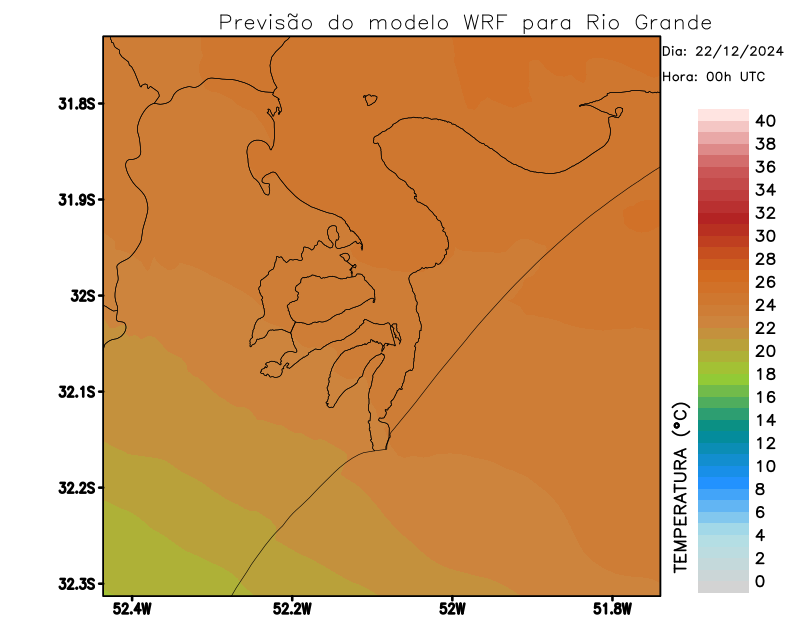 Previsão do modelo WRF para Rio Grande
Dia: 22/12/2024
Hora: 00h UTC
31.8S
31.9S
32S
32.1S
32.2S
32.3S
52.4W
52.2W
52W
51.8W
TEMPERATURA (°C)
40
38
36
34
32
30
28
26
24
22
20
18
16
14
12
10
8
6
4
2
0